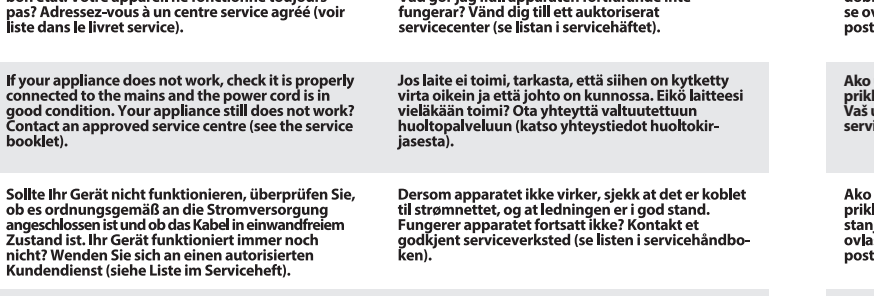 pas? Adressez-vous à un centre service agréé (voir
liste dans le livret service).
If your appliance does not work, check it is properly
connected to the mains and the power cord is in
good condition. Your appliance still does not work?
Contact an approved service centre (see the service
booklet).
Sollte Ihr Gerät nicht funktionieren, überprüfen Sie,
ob es ordnungsgemäß an die Stromversorgung
angeschlossen ist und ob das Kabel in einwandfreiem
Zustand ist. Ihr Gerät funktioniert immer noch
nicht? Wenden Sie sich an einen autorisierten
Kundendienst (siehe Liste im Serviceheft).
fungerar? Vänd dig till ett auktoriserat
servicecenter (se listan i servicehäftet).
Jos laite ei toimi, tarkasta, että siihen on kytketty
virta oikein ja että johto on kunnossa. Eikö laitteesi
vieläkään toimi? Ota yhteyttä valtuutettuun
huoltopalveluun (katso yhteystiedot huoltokir-
jasesta).
Dersom apparatet ikke virker, sjekk at det er koblet
til strømnettet, og at ledningen er i god stand.
Fungerer apparatet fortsatt ikke? Kontakt et
godkjent serviceverksted (se listen i servicehåndbo-
ken).
se
post
Ako
prikl
Vaš
servi
Ako
prikl
stanj
ovla
post